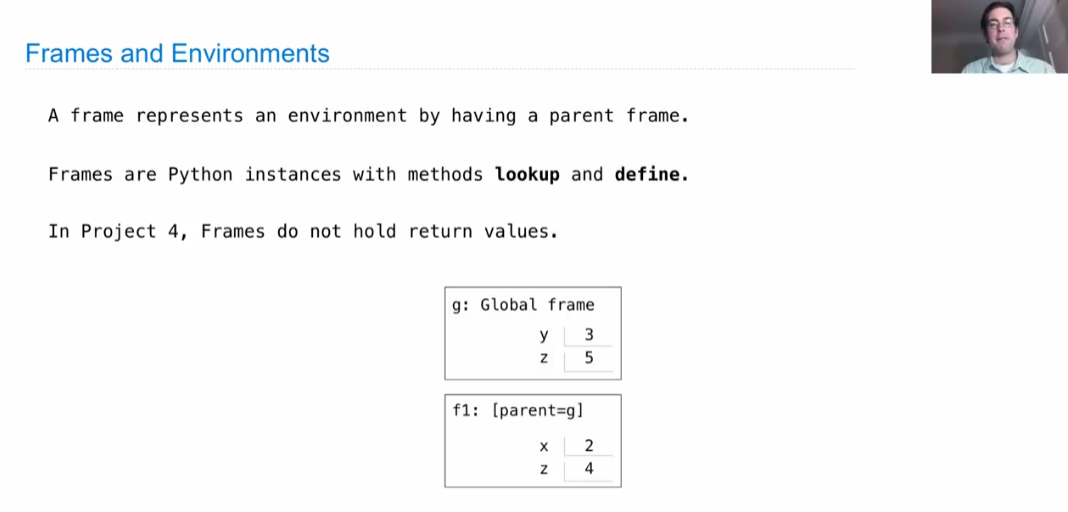 Frames and Environments
A frame represents an environment by having a parent frame.
Frames are Python instances with methods lookup and define.
In Project 4, Frames do not hold return values.
g: Global frame
y 3
z 5
f1: [parent=g]
x 2
z 4